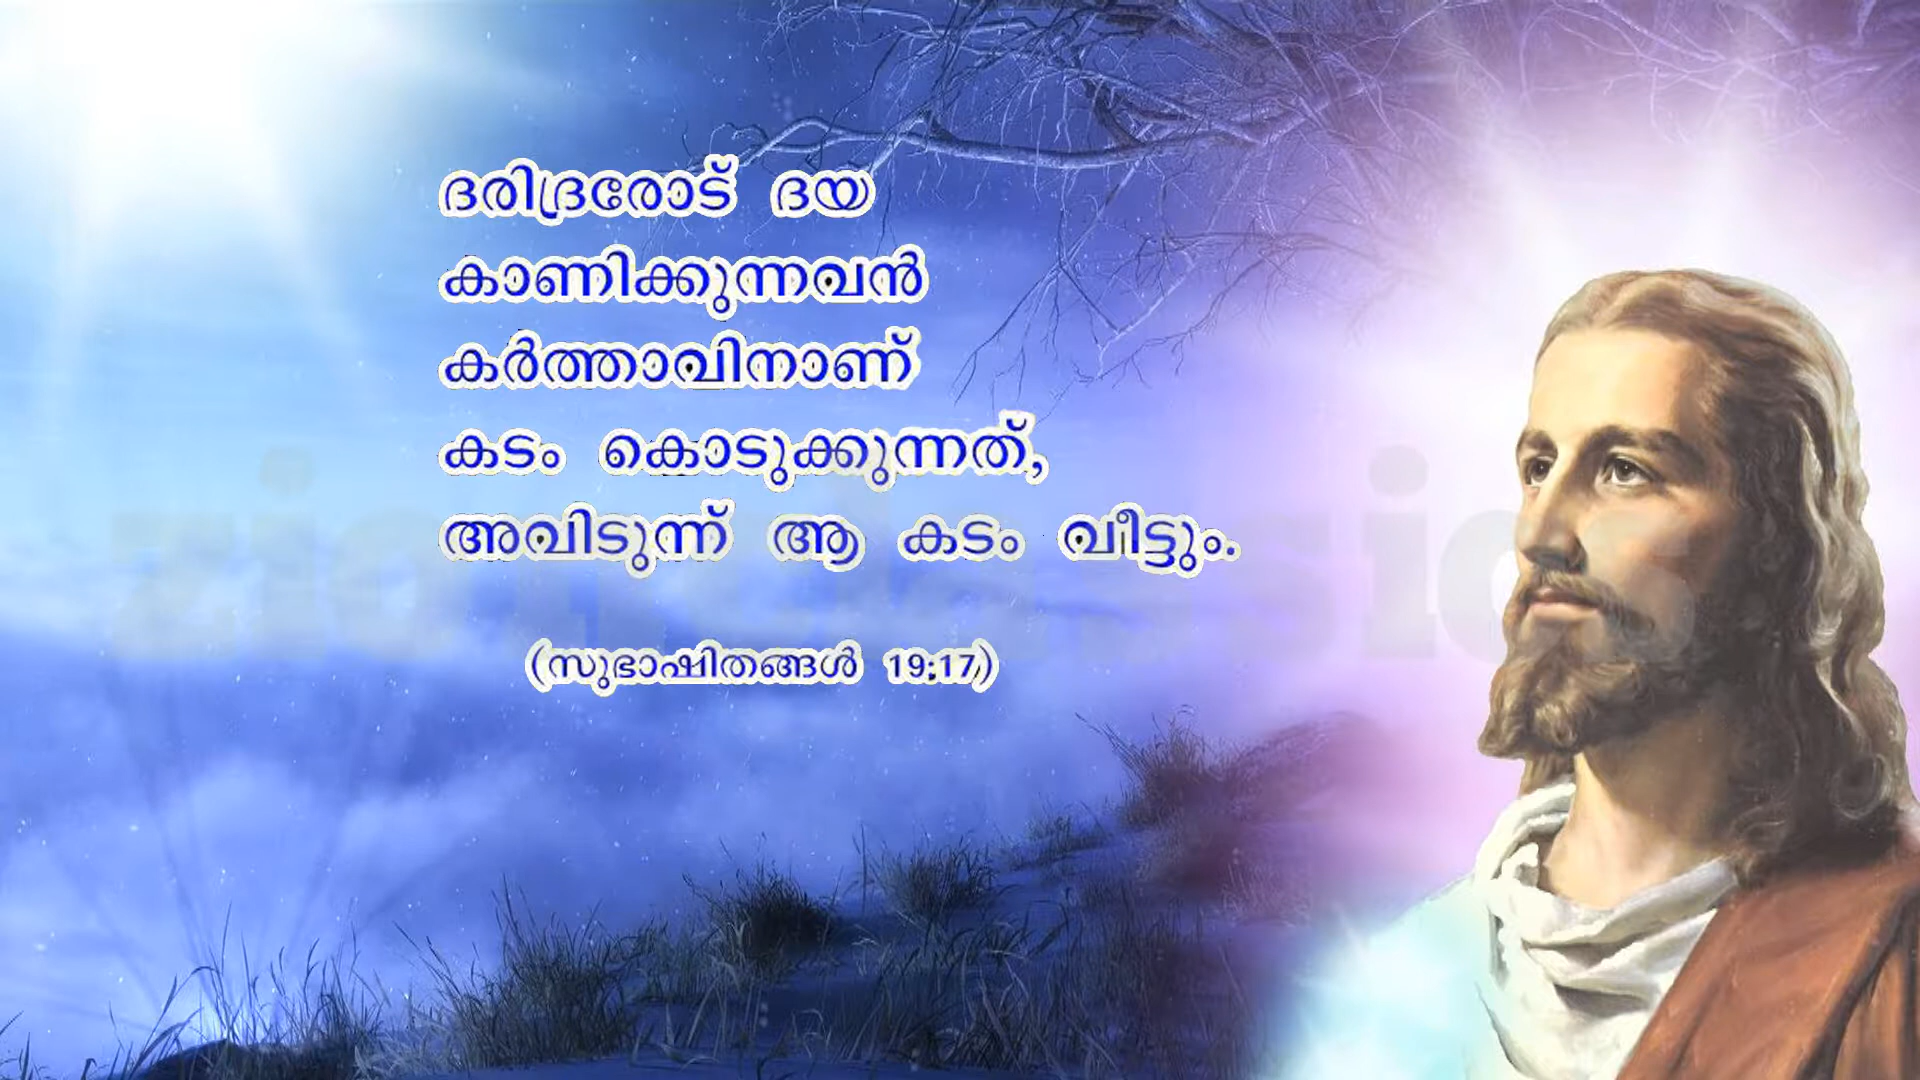 ദരിദ്രരോട് ദയ
കാണിക്കുന്നവൻ
കർത്താവിനാണ്
കടം കൊടുക്കുന്നത്,
അവിടുന്ന് ആ കടം വീട്ടും.
(സുഭാഷിതങ്ങൾ 19:17)